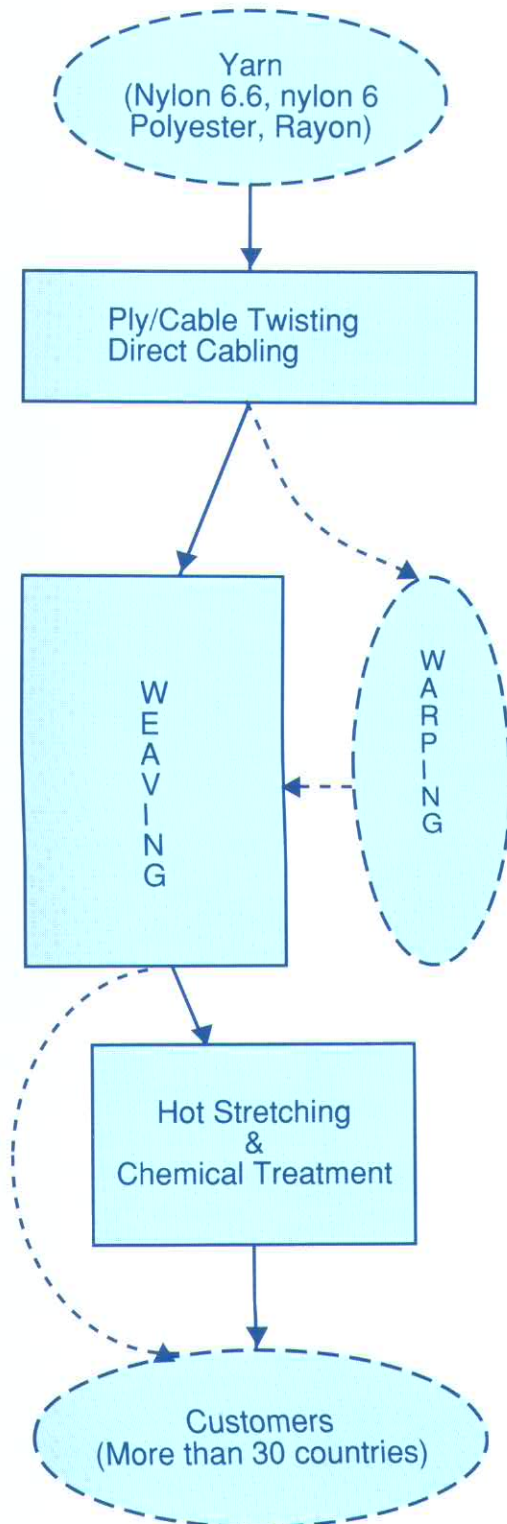 Yarn
(Nylon 6.6, nylon 6
Polyester, Rayon)
Ply/Cable Twisting
Direct Cabling
WEAVING
WARPING
Hot Stretching
&
Chemical Treatment
Customers
(More than 30 countries)